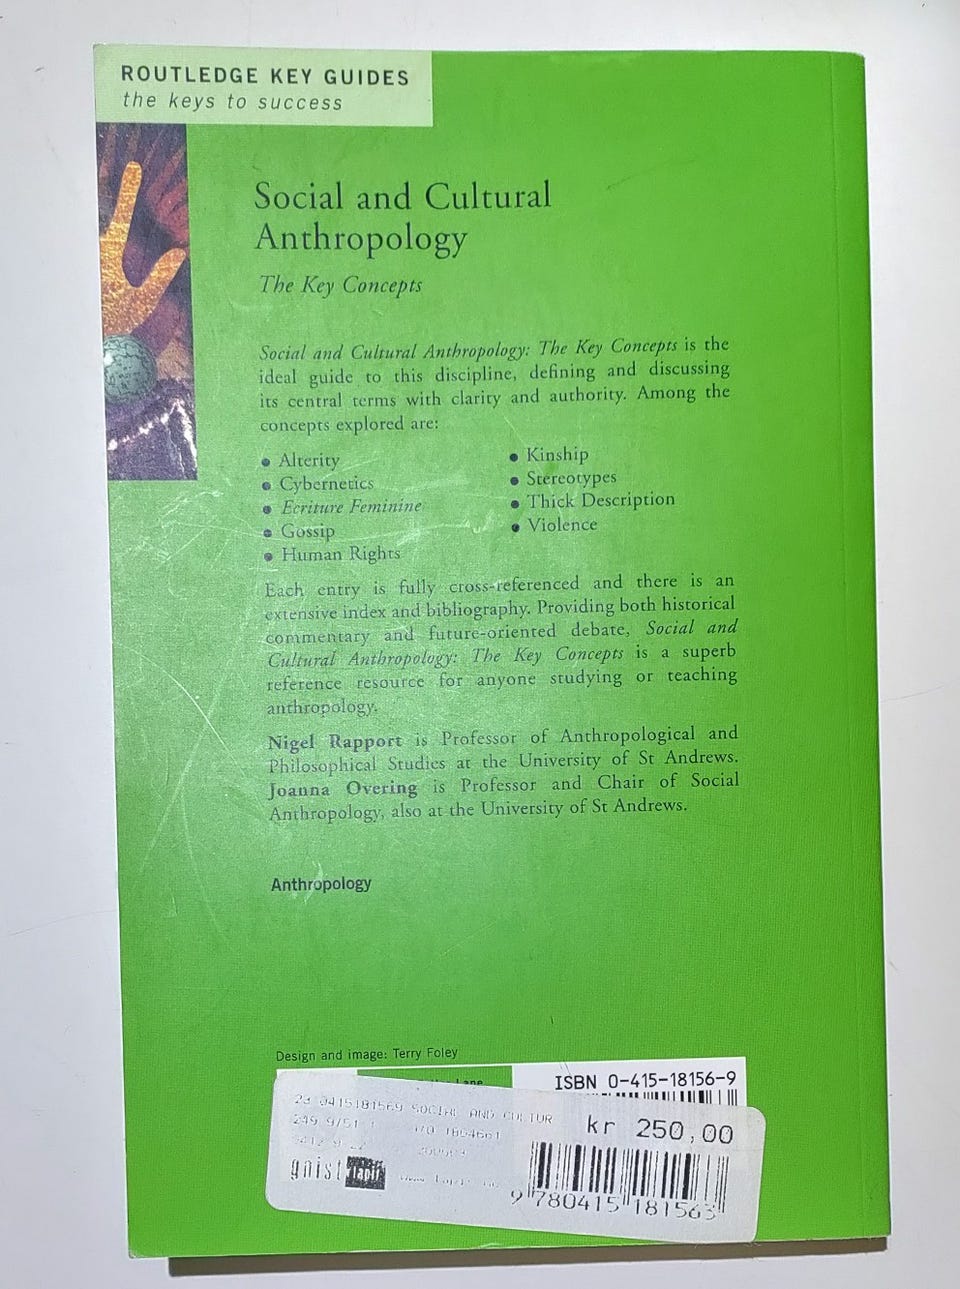 ROUTLEDGE KEY GUIDES
the keys to success
Social and Cultural
Anthropology
The Key Concepts
Social and Cultural Anthropology: The Key Concepts is the
ideal guide to this discipline, defining and discussing
its central terms with clarity and authority. Among the
concepts explored are:
• Alterity
• Cybernetics
• Ecriture Feminine
• Gossip
• Human Rights
• Kinship
• Stereotypes
• Thick Description
• Violence
Each entry is fully cross-referenced and there is an
extensive index and bibliography. Providing both historical
commentary and future-oriented debate, Social and
Cultural Anthropology: The Key Concepts is a superb
reference resource for anyone studying or teaching
anthropology.
Nigel Rapport is Professor of Anthropological and
Philosophical Studies at the University of St Andrews.
Joanna Overing is Professor and Chair of Social
Anthropology, also at the University of St Andrews.
Anthropology
Design and image: Terry Foley
Lane
ISBN 0-415-18156-9
0415181569 SOCIAL AND CULTUR
kr 250,00
gnist
9 780415 181563